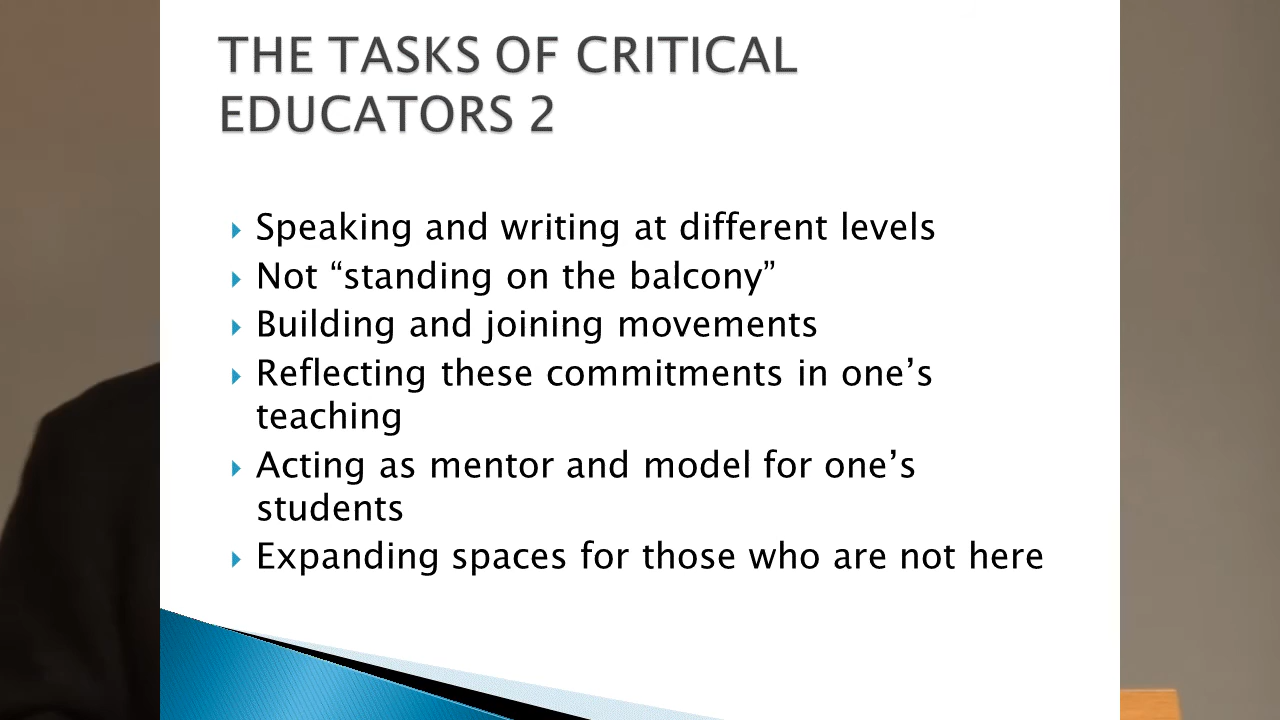 THE TASKS OF CRITICAL
EDUCATORS 2
Speaking and writing at different levels
Not “standing on the balcony”
Building and joining movements
Reflecting these commitments in one’s
teaching
Acting as mentor and model for one’s
students
Expanding spaces for those who are not here